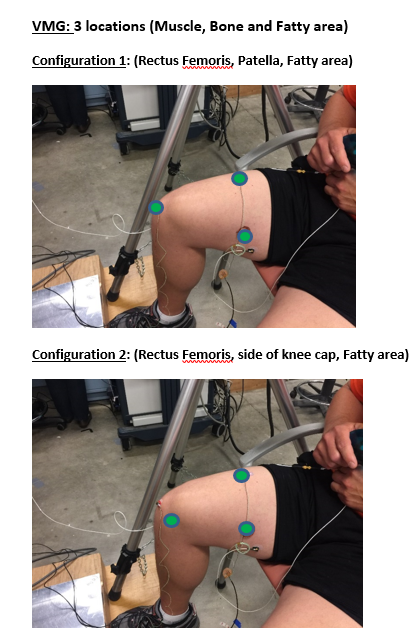 VMG: 3 locations (Muscle, Bone and Fatty area)
Configuration 1: (Rectus Femoris, Patella, Fatty area)
Configuration 2: (Rectus Femoris, side of knee cap, Fatty area)